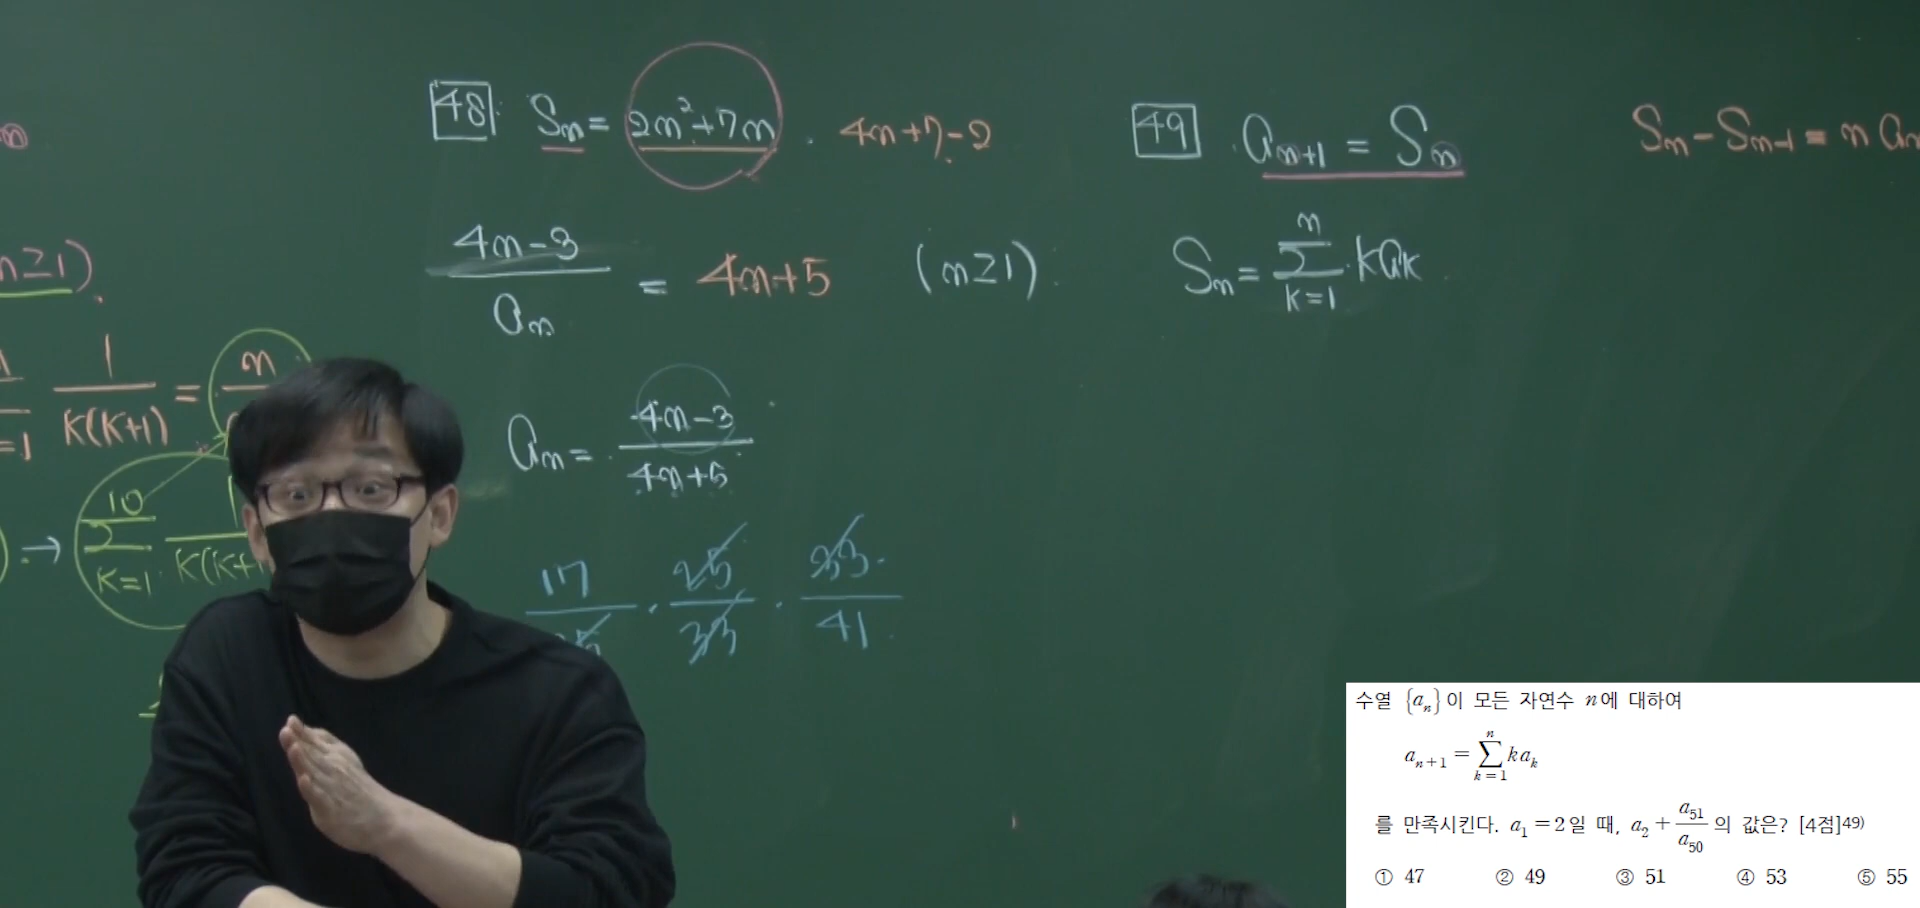 48 Sn = 2n²+7n . 4n+7-2
49 . an+1 = Sn
Sn - Sn-1 = n an
n≥1).
4n-3 / an = 4n+5 (n≥1).
Sn = n Σ k=1 kak
1 / k(k+1) = n
an = 4n-3 / 4n+5
→ 10 Σ k=1
17 · 25/33 · 33/41
수열 {an}이 모든 자연수 n에 대하여
an+1 = n Σ k=1 kak
를 만족시킨다. a1 = 2일 때, a2 + a51/a50 의 값은? [4점]49)
① 47 ② 49 ③ 51 ④ 53 ⑤ 55